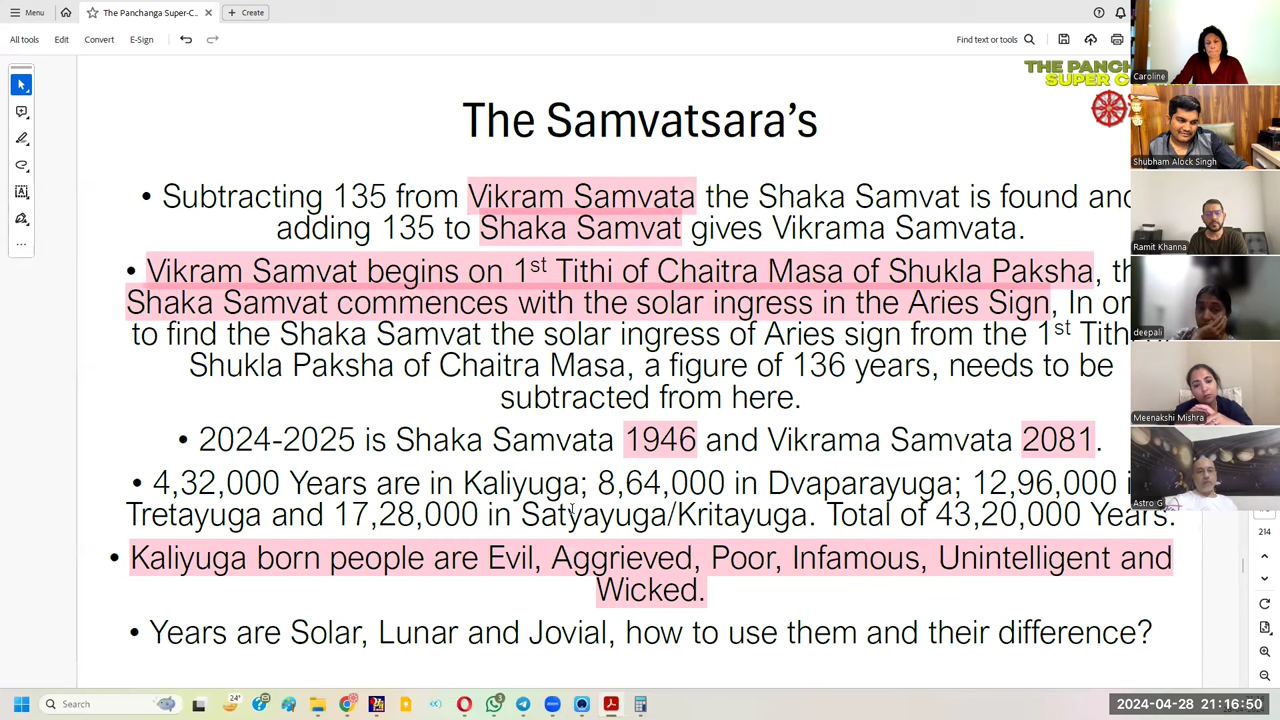 Menu
The Panchanga Super-C..
Create
All tools
Edit
Convert
E-Sign
Find text or tools
THE PANCH
SUPER C
The Samvatsara's
• Subtracting 135 from Vikram Samvata the Shaka Samvat is found and
adding 135 to Shaka Samvat gives Vikrama Samvata.
• Vikram Samvat begins on 1st Tithi of Chaitra Masa of Shukla Paksha, th
Shaka Samvat commences with the solar ingress in the Aries Sign, In or
to find the Shaka Samvat the solar ingress of Aries sign from the 1st Tith
Shukla Paksha of Chaitra Masa, a figure of 136 years, needs to be
subtracted from here.
• 2024-2025 is Shaka Samvata 1946 and Vikrama Samvata 2081.
• 4,32,000 Years are in Kaliyuga; 8,64,000 in Dvaparayuga; 12,96,000 i
Tretayuga and 17,28,000 in Satyayuga/Kritayuga. Total of 43,20,000 Years.
• Kaliyuga born people are Evil, Aggrieved, Poor, Infamous, Unintelligent and
Wicked.
• Years are Solar, Lunar and Jovial, how to use them and their difference?
Caroline
Shubham Alock Singh
Ramit Khanna
deepali
Meenakshi Mishra
Astro G
214
Search
24°
3
2024-04-28 21:16:50